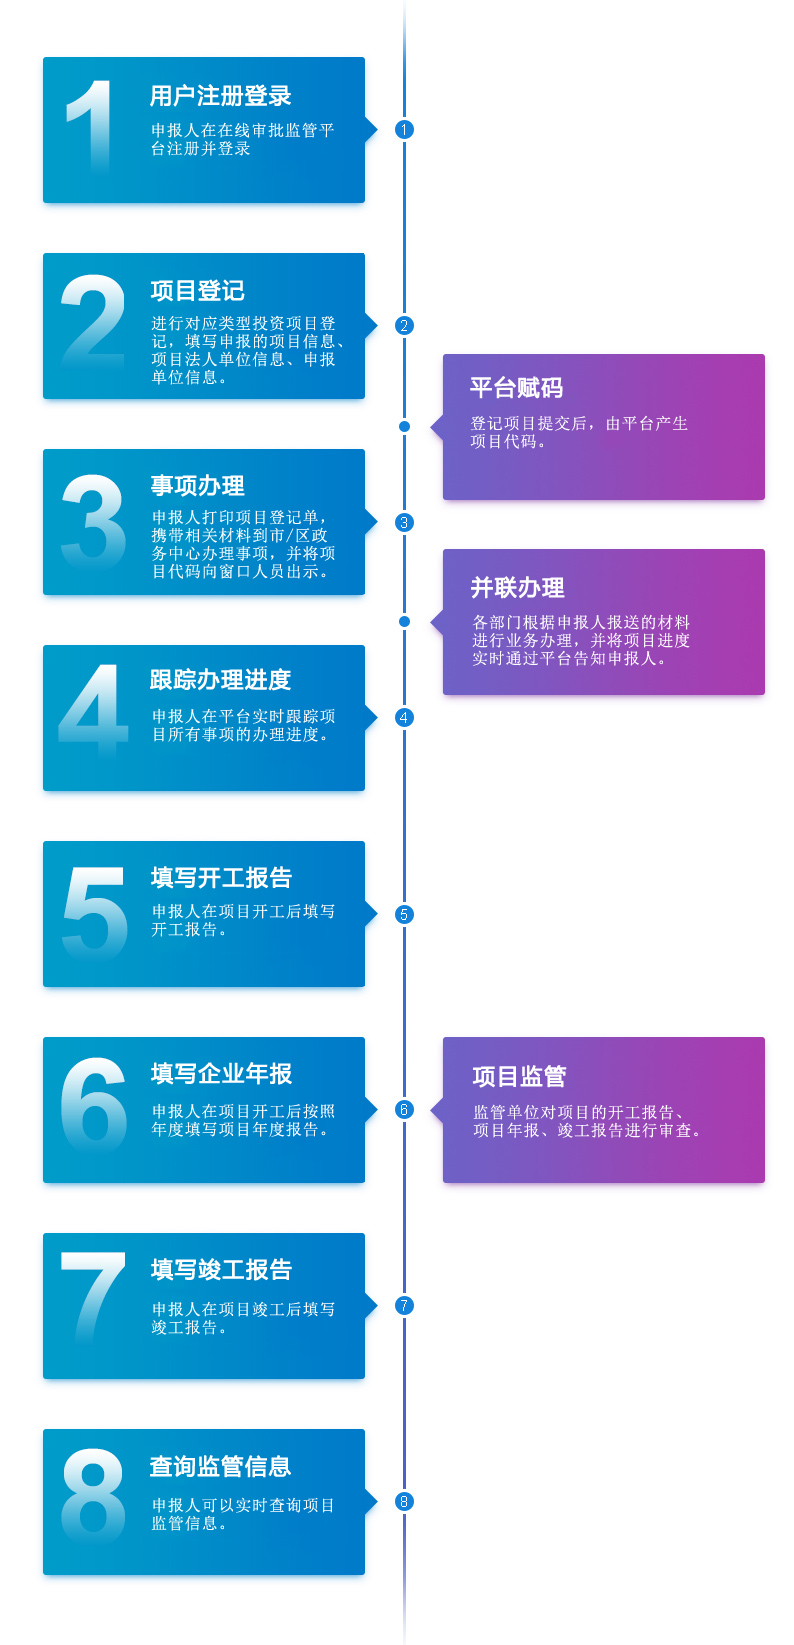 1
用户注册登录
申报人在在线审批监管平
台注册并登录
1
2
项目登记
进行对应类型投资项目登
记，填写申报的项目信息、
项目法人单位信息、申报
单位信息。
2
平台赋码
登记项目提交后，由平台产生
项目代码。
3
事项办理
申报人打印项目登记单，
携带相关材料到市/区政
务中心办理事项，并将项
目代码向窗口人员出示。
3
并联办理
各部门根据申报人报送的材料
进行业务办理，并将项目进度
实时通过平台告知申报人。
4
跟踪办理进度
申报人在平台实时跟踪项
目所有事项的办理进度。
4
5
填写开工报告
申报人在项目开工后填写
开工报告。
5
6
填写企业年报
申报人在项目开工后按照
年度填写项目年度报告。
6
项目监管
监管单位对项目的开工报告、
项目年报、竣工报告进行审查。
7
填写竣工报告
申报人在项目竣工后填写
竣工报告。
7
8
查询监管信息
申报人可以实时查询项目
监管信息。
8